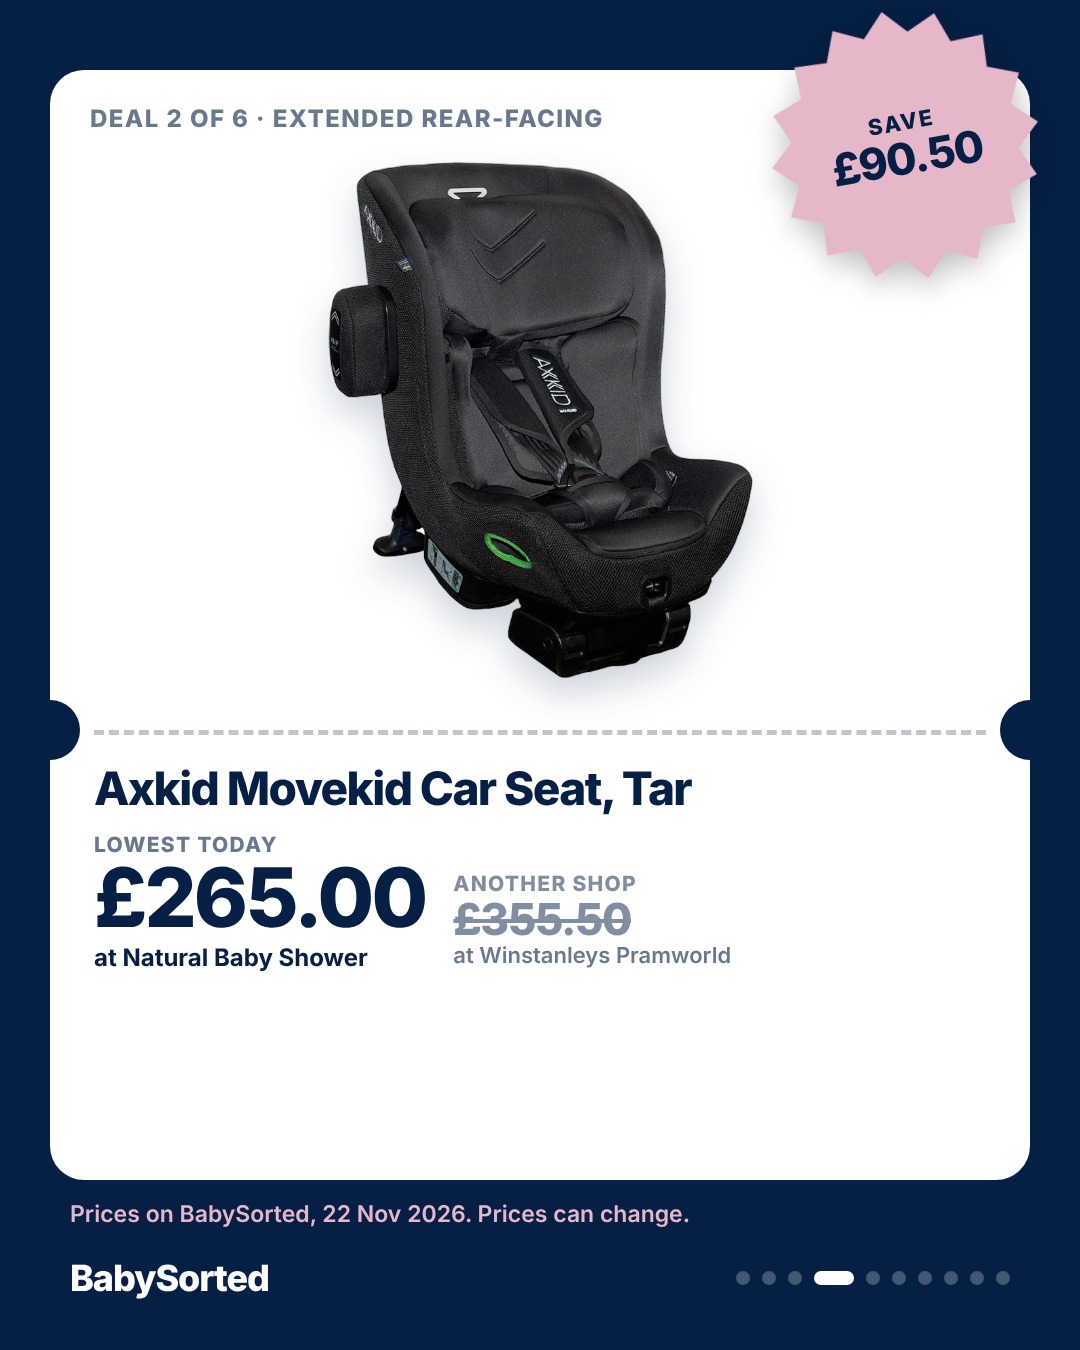 DEAL 2 OF 6 · EXTENDED REAR-FACING
SAVE
£90.50
AXKID
AXKID
Axkid Movekid Car Seat, Tar
LOWEST TODAY
£265.00
at Natural Baby Shower
ANOTHER SHOP
£355.50
at Winstanleys Pramworld
Prices on BabySorted, 22 Nov 2026. Prices can change.
BabySorted